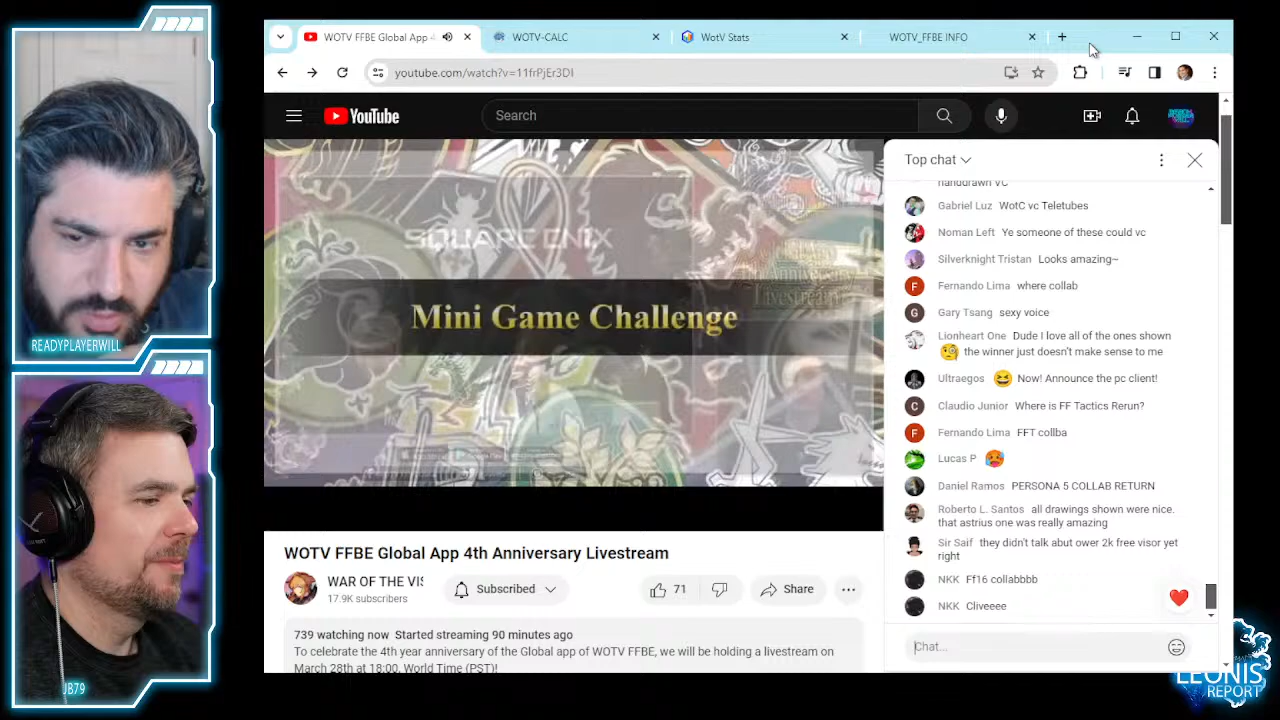 WOTV FFBE Global App 4
WOTV-CALC
WotV Stats
WOTV_FFBE INFO
youtube.com/watch?v=11frPjEr3DI
YouTube
Search
SQUARE ENIX
Anniversary
Livestream
Mini Game Challenge
Top chat
handdrawn VC
Gabriel Luz WotC vc Teletubes
Noman Left Ye someone of these could vc
Silverknight Tristan Looks amazing~
Fernando Lima where collab
F
Gary Tsang sexy voice
G
Lionheart One Dude I love all of the ones shown
the winner just doesn't make sense to me
Ultraegos Now! Announce the pc client!
Claudio Junior Where is FF Tactics Rerun?
C
Fernando Lima FFT collba
F
Lucas P
Daniel Ramos PERSONA 5 COLLAB RETURN
Roberto L. Santos all drawings shown were nice.
that astrius one was really amazing
Sir Saif they didn't talk abut over 2k free visor yet
right
NKK Ff16 collabbbb
NKK Cliveeee
Chat...
WOTV FFBE Global App 4th Anniversary Livestream
WAR OF THE VIS
17.9K subscribers
Subscribed
71
Share
739 watching now Started streaming 90 minutes ago
To celebrate the 4th year anniversary of the Global app of WOTV FFBE, we will be holding a livestream on
March 28th at 18:00, World Time (PST)!
READYPLAYERWILL
JB79
LEONIS
REPORT